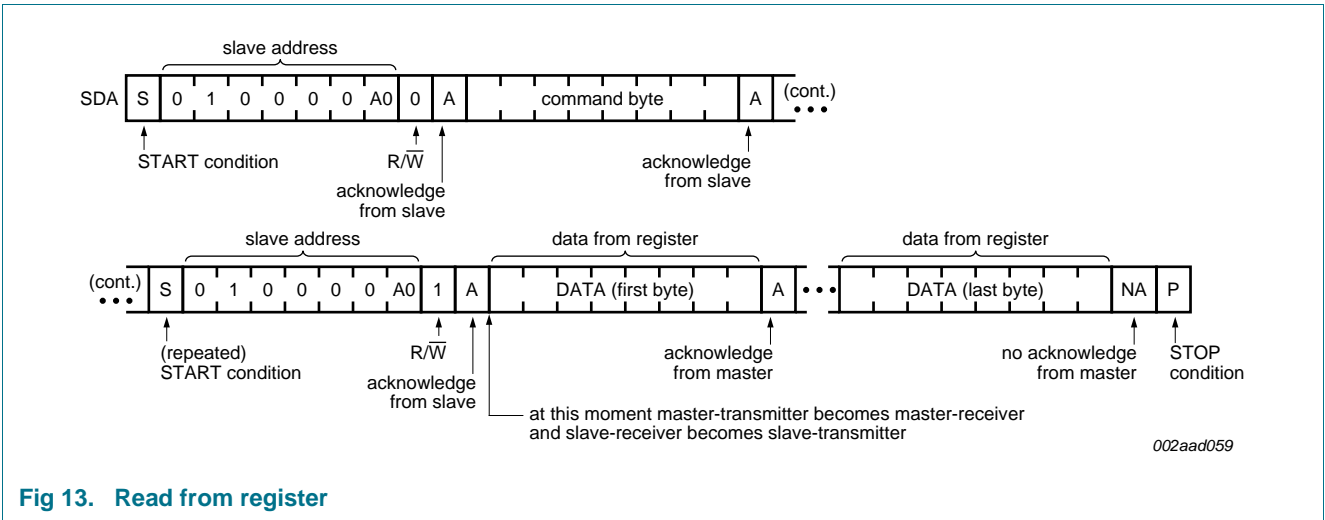 slave address
SDA S 0 1 0 0 0 0 A0 0 A command byte A (cont.)
START condition R/W̅ acknowledge from slave acknowledge from slave
slave address data from register data from register
(cont.) S 0 1 0 0 0 0 A0 1 A DATA (first byte) A DATA (last byte) NA P
(repeated) START condition R/W̅ acknowledge from slave acknowledge from master no acknowledge from master STOP condition
at this moment master-transmitter becomes master-receiver
and slave-receiver becomes slave-transmitter
002aad059
Fig 13. Read from register